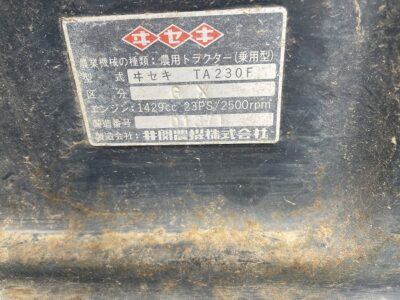 ヰセキ
農業機械の種類：農用トラクター(乗用型)
型 式 ヰセキ TA230F
区 分 G X
エンジン：1429cc 23PS/2500rpm
製造番号
製造会社：井関農機株式会社